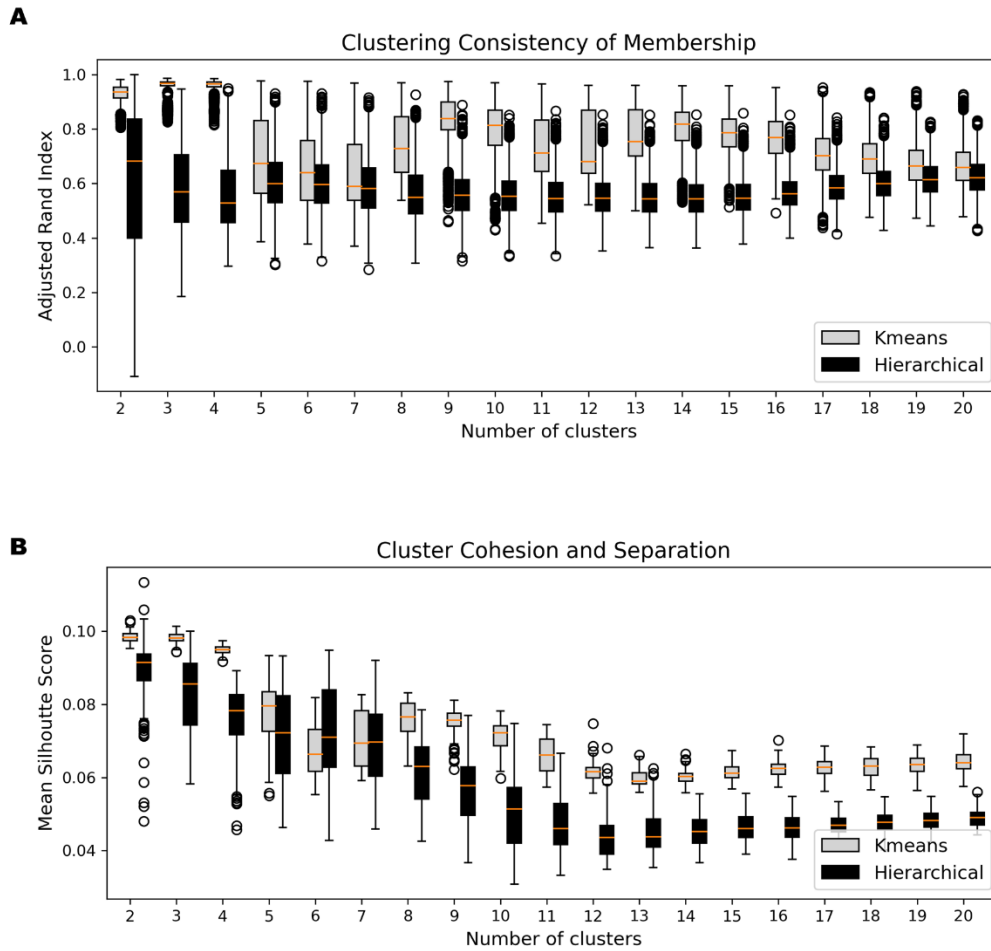 A
Clustering Consistency of Membership
Adjusted Rand Index
1.0
0.8
0.6
0.4
0.2
0.0
Kmeans
Hierarchical
2 3 4 5 6 7 8 9 10 11 12 13 14 15 16 17 18 19 20
Number of clusters
B
Cluster Cohesion and Separation
Mean Silhoutte Score
0.10
0.08
0.06
0.04
Kmeans
Hierarchical
2 3 4 5 6 7 8 9 10 11 12 13 14 15 16 17 18 19 20
Number of clusters